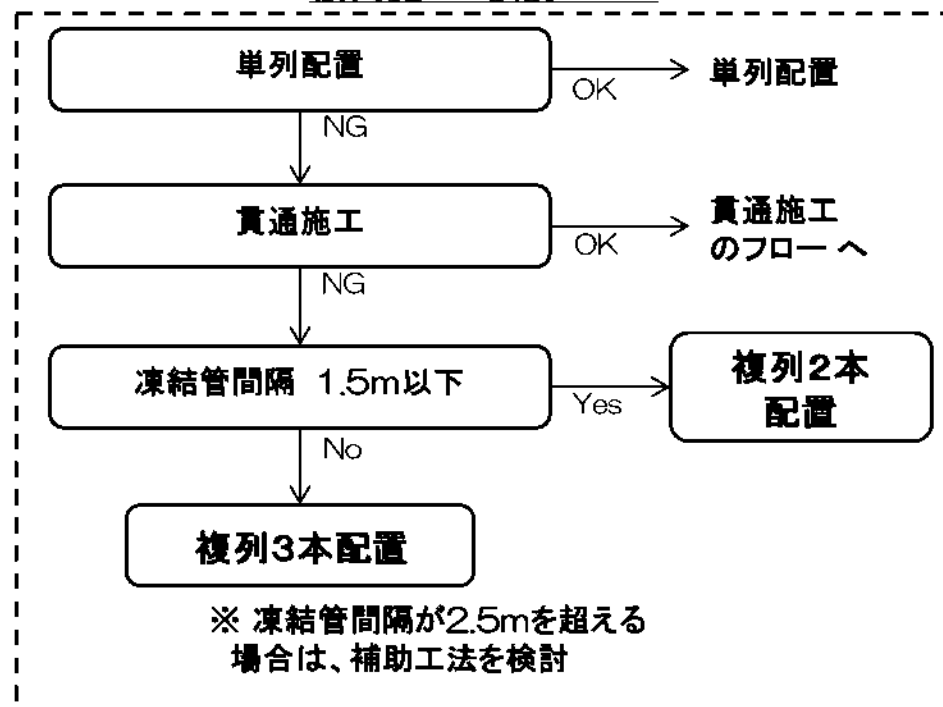 単列配置
OK
単列配置
NG
貫通施工
OK
貫通施工
のフローへ
NG
凍結管間隔 1.5m以下
Yes
複列2本
配置
No
複列3本配置
※ 凍結管間隔が2.5mを超える
場合は、補助工法を検討